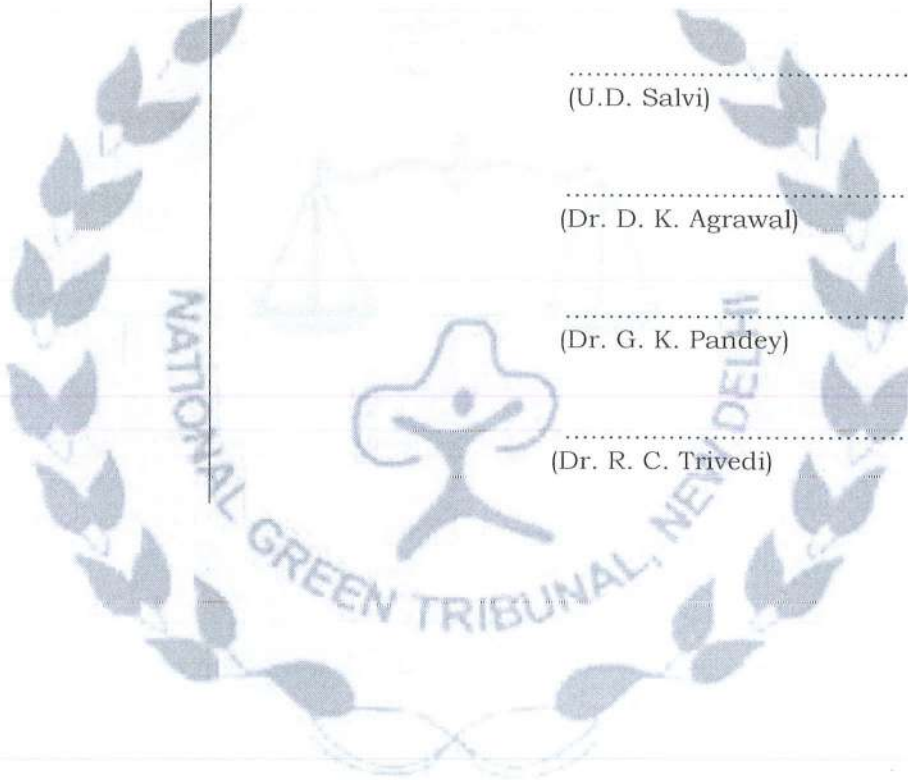 .......................................
(U.D. Salvi)
.......................................
(Dr. D. K. Agrawal)
.......................................
(Dr. G. K. Pandey)
.......................................
(Dr. R. C. Trivedi)
NATIONAL GREEN TRIBUNAL, NEW DELHI